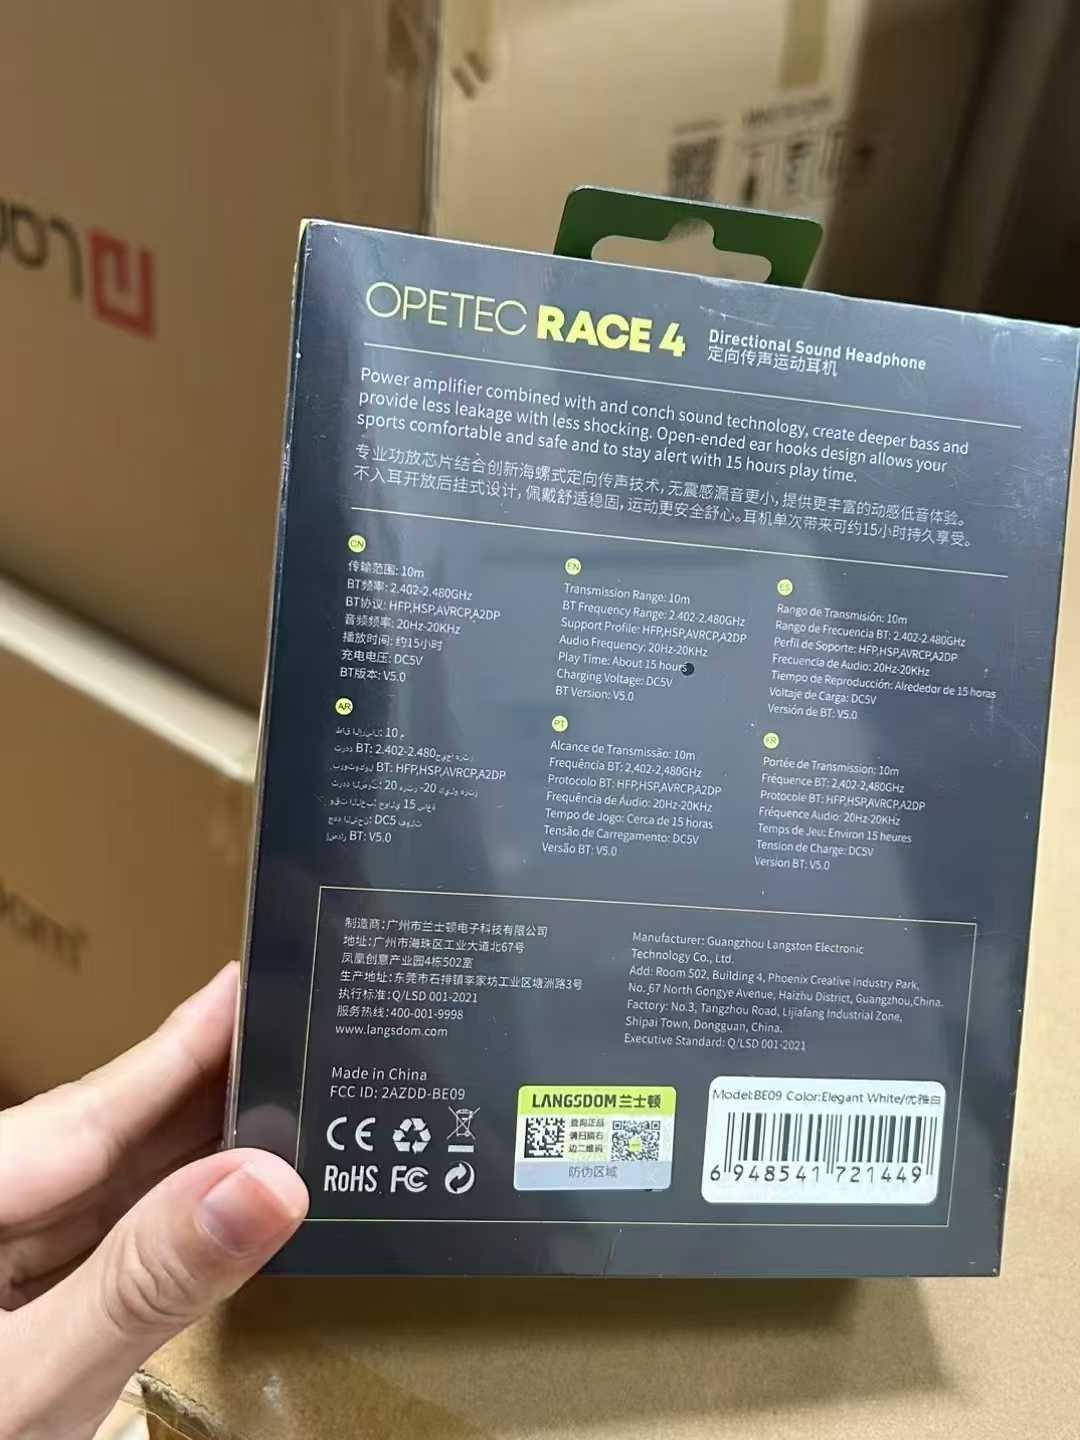 OPETEC RACE 4
Directional Sound Headphone
定向传声运动耳机
Power amplifier combined with and conch sound technology, create deeper bass and
provide less leakage with less shocking. Open-ended ear hooks design allows your
sports comfortable and safe and to stay alert with 15 hours play time.
专业功放芯片结合创新海螺式定向传声技术, 无震感漏音更小, 提供更丰富的动感低音体验。
不入耳开放后挂式设计, 佩戴舒适稳固, 运动更安全舒心。耳机单次带来可约15小时持久享受。
CN
传输范围: 10m
BT频率: 2.402-2.480GHz
BT协议: HFP,HSP,AVRCP,A2DP
音频频率: 20Hz-20KHz
播放时间: 约15小时
充电电压: DC5V
BT版本: V5.0
EN
Transmission Range: 10m
BT Frequency Range: 2.402-2.480GHz
Support Profile: HFP,HSP,AVRCP,A2DP
Audio Frequency: 20Hz-20KHz
Play Time: About 15 hours
Charging Voltage: DC5V
BT Version: V5.0
ES
Rango de Transmisión: 10m
Rango de Frecuencia BT: 2.402-2.480GHz
Perfil de Soporte: HFP,HSP,AVRCP,A2DP
Frecuencia de Audio: 20Hz-20KHz
Tiempo de Reproducción: Alrededor de 15 horas
Voltaje de Carga: DC5V
Versión de BT: V5.0
AR
10 م
BT: 2.402-2.480
BT: HFP,HSP,AVRCP,A2DP
20 هرتز -20 كيلو هرتز
15 ساعة
DC5 فولت
BT: V5.0
PT
Alcance de Transmissão: 10m
Frequência BT: 2,402-2,480GHz
Protocolo BT: HFP,HSP,AVRCP,A2DP
Frequência de Áudio: 20Hz-20KHz
Tempo de Jogo: Cerca de 15 horas
Tensão de Carregamento: DC5V
Versão BT: V5.0
FR
Portée de Transmission: 10m
Fréquence BT: 2,402-2,480GHz
Protocole BT: HFP,HSP,AVRCP,A2DP
Fréquence Audio: 20Hz-20KHz
Temps de Jeu: Environ 15 heures
Tension de Charge: DC5V
Version BT: V5.0
制造商: 广州市兰士顿电子科技有限公司
地址: 广州市海珠区工业大道北67号
凤凰创意产业园4栋502室
生产地址: 东莞市石排镇李家坊工业区塘洲路3号
执行标准: Q/LSD 001-2021
服务热线: 400-001-9998
www.langsdom.com
Manufacturer: Guangzhou Langston Electronic
Technology Co., Ltd.
Add: Room 502, Building 4, Phoenix Creative Industry Park,
No. 67 North Gongye Avenue, Haizhu District, Guangzhou,China.
Factory: No.3, Tangzhou Road, Lijiafang Industrial Zone,
Shipai Town, Dongguan, China.
Executive Standard: Q/LSD 001-2021
Made in China
FCC ID: 2AZDD-BE09
CE
RoHS FC
LANGSDOM 兰士顿
查询正品
请扫描右
边二维码
防伪区域
Model:BE09 Color:Elegant White/优雅白
6 948541 721449